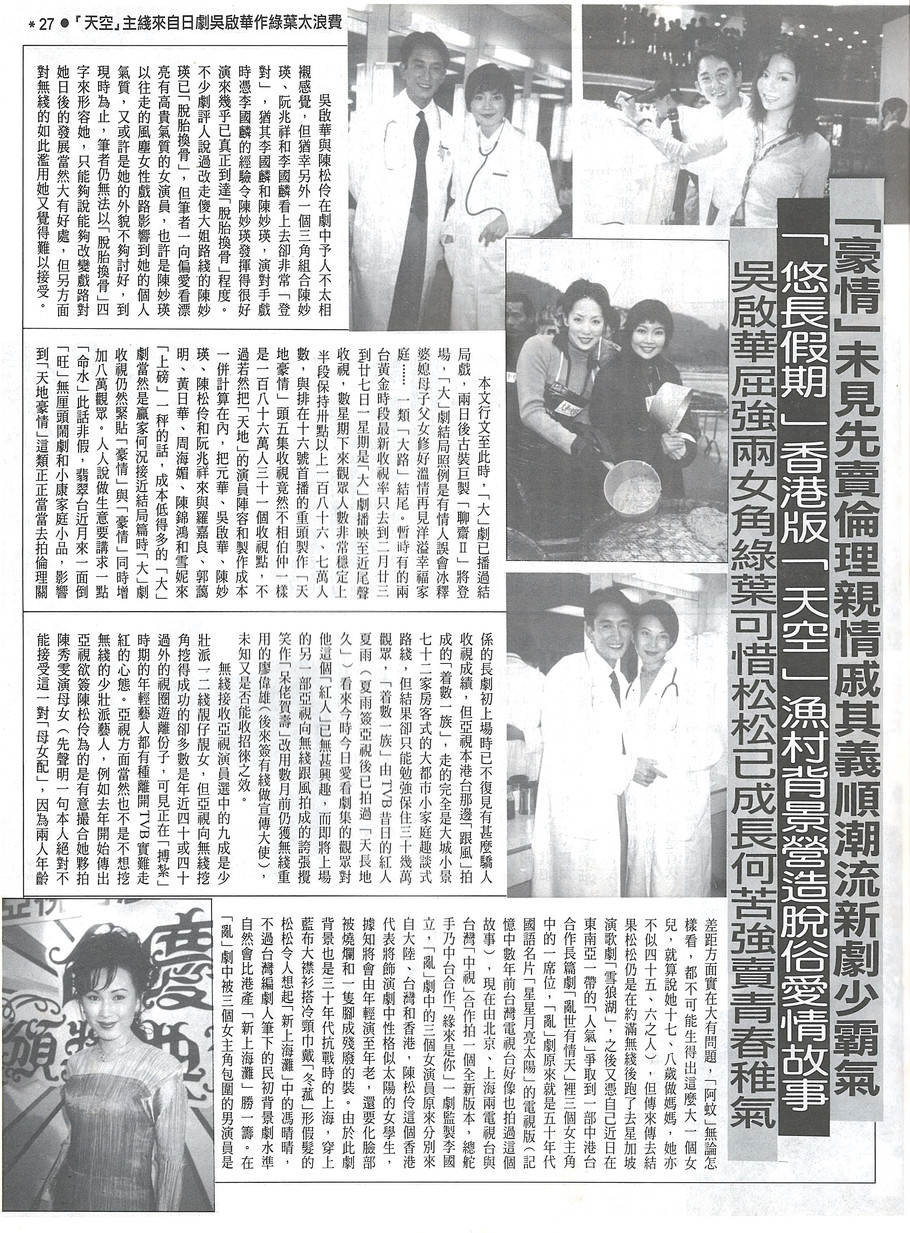 *27●「天空」主綫來自日劇吳啟華作綠葉太浪費
「豪情」未見先賣倫理親情戚其義順潮流新劇少霸氣
「悠長假期」香港版「天空」漁村背景營造脫俗愛情故事
吳啟華屈強兩女角綠葉可惜松松已成長何苦強賣青春稚氣
吳啟華與陳松伶在劇中予人不太相
襯感覺，但猶幸另外一個三角組合陳妙
瑛、阮兆祥和李國麟看上去卻非常「登
對」，猶其李國麟和陳妙瑛，演對手戲
時憑李國麟的經驗令陳妙瑛發揮得很好
演來幾乎已真正到達「脫胎換骨」程度。
不少劇評人說過改走傻大姐路綫的陳妙
瑛已「脫胎換骨」，但筆者一向偏愛看漂
亮有高貴氣質的女演員，也許是陳妙瑛
以往走的風塵女性戲路影響到她的個人
氣質，又或許是她的外貌不夠討好，到
現時為止，筆者仍無法以「脫胎換骨」四
字來形容她，只能夠說能夠改變戲路對
她日後的發展當然大有好處，但另方面
對無綫的如此濫用她又覺得難以接受。
本文行文至此時，「大」劇已播過結
局戲，兩日後古裝巨製「聊齋Ⅱ」將登
場，「大」劇結局照例是有情人誤會冰釋
婆媳母子父女修好溫情再見洋溢幸福家
庭……一類「大路」結尾。暫時有的兩
台黃金時段最新收視率只去到二月廿三
到廿七日一星期是「大」劇播映至近尾聲
收視，數星期下來觀眾人數非常穩定上
半段保持卅點以上一百八十六、七萬人
數，與排在十六號首播的重頭製作「天
地豪情」頭五集收視竟然不相伯仲一樣
是一百八十六萬人三十一個收視點，不
過若然把「天地」的演員陣容和製作成本
一併計算在內，把元華、吳啟華、陳妙
瑛、陳松伶和阮兆祥來與羅嘉良、郭藹
明、黃日華、周海媚、陳錦鴻和雪妮來
「上磅」一秤的話，成本低得多的「大」
劇當然是贏家何況接近結局篇時「大」劇
收視仍然緊貼「豪情」與「豪情」同時增
加八萬觀眾。人人說做生意要講求一點
「命水」此話非假，翡翠台近月來一面倒
「旺」無厘頭鬧劇和小康家庭小品，影響
到「天地豪情」這類正正當當去拍倫理關
係的長劇初上場時已不復見有甚麼驕人
收視成績，但亞視本港台那邊「跟風」拍
成的「着數一族」，走的完全是大城小景
七十二家房客式的大都市小家庭趣談式
路綫，但結果卻只能勉強保住三十幾萬
觀眾，「着數一族」由TVB昔日的紅人
夏雨（夏雨簽亞視後已拍過「天長地
久」）看來今時今日愛看劇集的觀眾對
他這個「紅人」已無甚興趣，而即將上場
的另一部亞視向無綫跟風拍成的誇張攪
笑作「呆佬賀壽」改用數月前仍獲無綫重
用的廖偉雄（後來簽有綫做宣傳大使），
未知又是否能收招徠之效。
無綫接收亞視演員選中的九成是少
壯派一二綫靚仔靚女，但亞視向無綫挖
角挖得成功的卻多數是年近四十或四十
過外的視圈遊離份子，可見正在「搏紮」
時期的年輕藝人都有種離開TVB實難走
紅的心態。亞視方面當然也不是不想挖
無綫的少壯派藝人，例如去年開始傳出
亞視欲簽陳松伶為的是有意撮合她夥拍
陳秀雯演母女（先聲明一句本人絕對不
能接受這一對「母女配」，因為兩人年齡
差距方面實在大有問題，「阿蚊」無論怎
樣看，都不可能生得出這麼大一個女
兒，就算說她十七、八歲做媽媽，她亦
不似四十五、六之人），但傳來傳去結
果松松仍是在約滿無綫後跑了去星加坡
演歌劇「雪狼湖」，之後又憑自己近日在
東南亞一帶的「人氣」爭取到一部中港台
合作長篇劇「亂世有情天」裡三個女主角
中的一席位，「亂」劇原來就是五十年代
國語名片「星星月亮太陽」的電視版（記
憶中數年前台灣電視台好像也拍過這個
故事），現在由北京、上海兩電視台與
台灣「中視」合作拍一個全新版本，總舵
手乃中台合作「緣來是你」一劇監製李國
立，「亂」劇中的三個女演員原來分別來
自大陸、台灣和香港，陳松伶這個香港
代表將飾演劇中性格似太陽的女學生，
據知將會由年輕演至年老，還要化臉部
被燒爛和一隻腳成殘廢的裝。由於此劇
背景也是三十年代抗戰時的上海，穿上
藍布大襟衫搭冷頸巾戴「冬菰」形假髮的
松松令人想起「新上海灘」中的馮晴晴，
不過台灣編劇人筆下的民初背景劇水準
自然會比港產「新上海灘」勝一籌。在
「亂」劇中被三個女主角包圍的男演員是